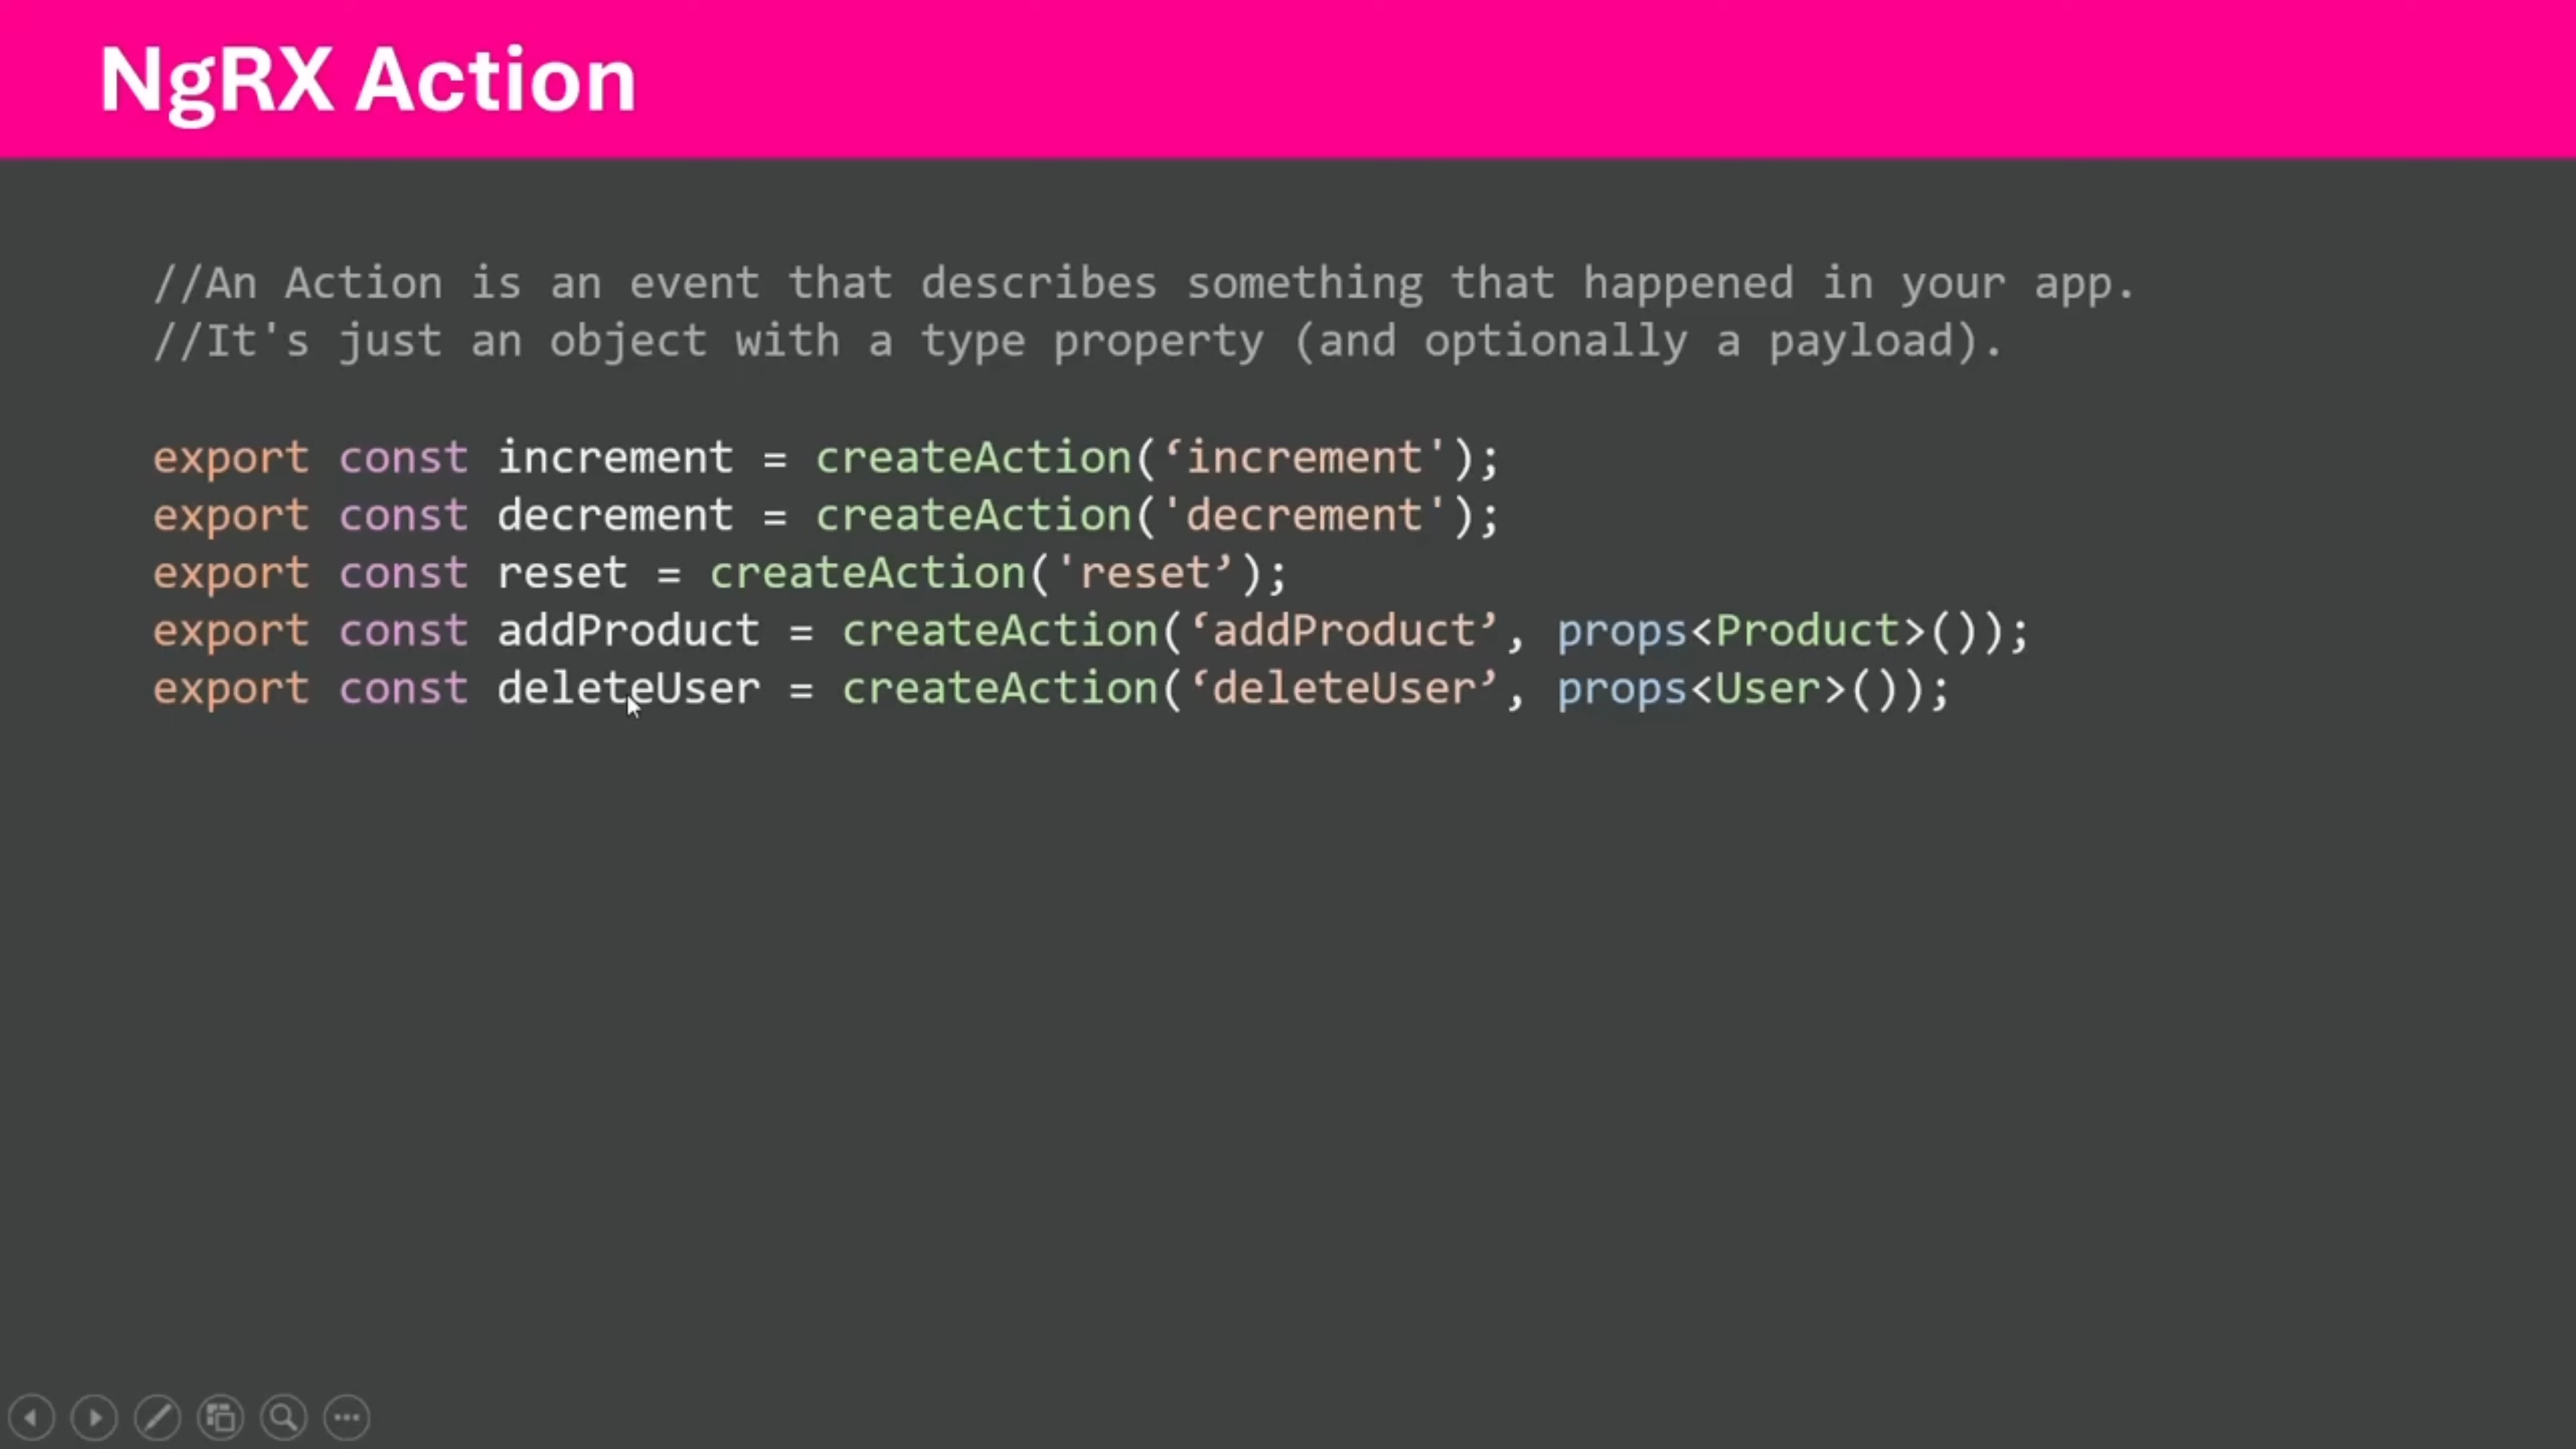 NgRX Action
//An Action is an event that describes something that happened in your app.
//It's just an object with a type property (and optionally a payload).
export const increment = createAction(‘increment');
export const decrement = createAction('decrement');
export const reset = createAction('reset’);
export const addProduct = createAction(‘addProduct’, props<Product>());
export const deleteUser = createAction(‘deleteUser’, props<User>());